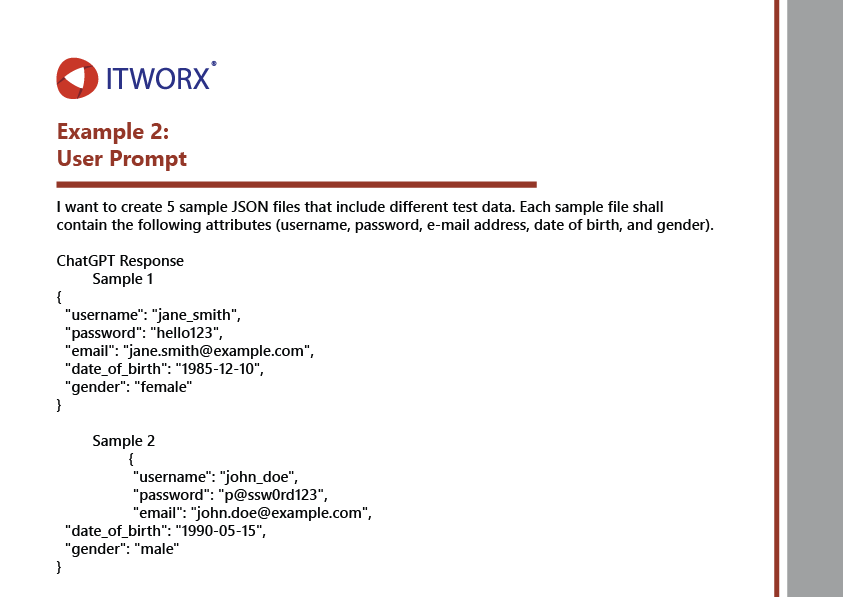 ITWORX®
Example 2:
User Prompt
I want to create 5 sample JSON files that include different test data. Each sample file shall
contain the following attributes (username, password, e-mail address, date of birth, and gender).
ChatGPT Response
Sample 1
{
"username": "jane_smith",
"password": "hello123",
"email": "jane.smith@example.com",
"date_of_birth": "1985-12-10",
"gender": "female"
}
Sample 2
{
"username": "john_doe",
"password": "p@ssw0rd123",
"email": "john.doe@example.com",
"date_of_birth": "1990-05-15",
"gender": "male"
}